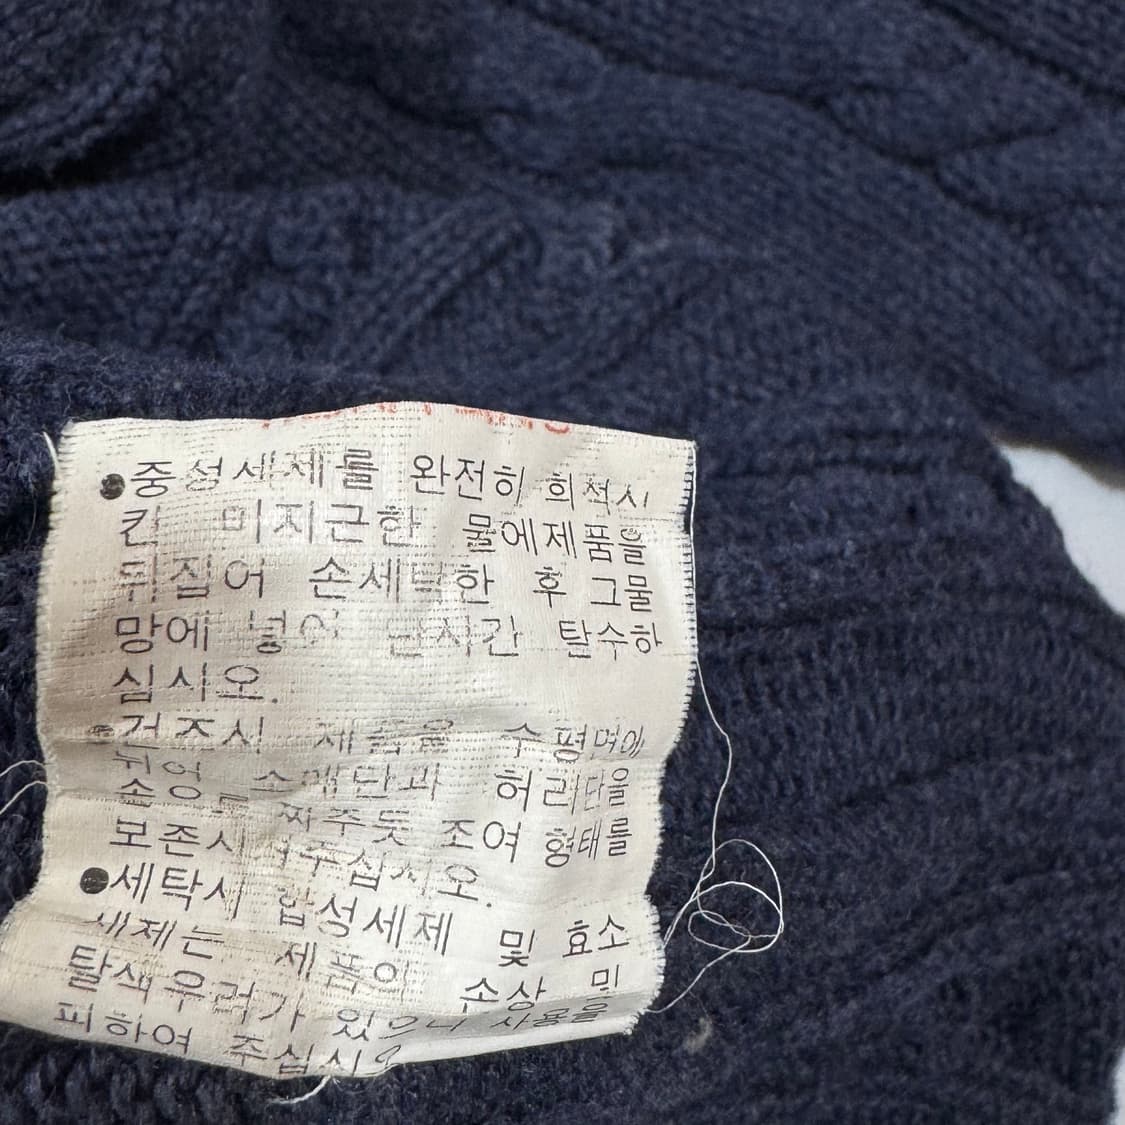 ●중성세제를 완전히 희석시
킨 미지근한 물에제품을
뒤집어 손세탁한 후 그물
망에 넣어 단시간 탈수하
십시오.
●건조시 제품을 수평면에
뉘엉 소매단과 허리단을
손 쥐주듯 조여 형태를
보존시켜주십시오.
●세탁시 합성세제 및 효소
세제는 제품의 손상 및
탈색우려가 있으니 사용을
피하여 주십시오